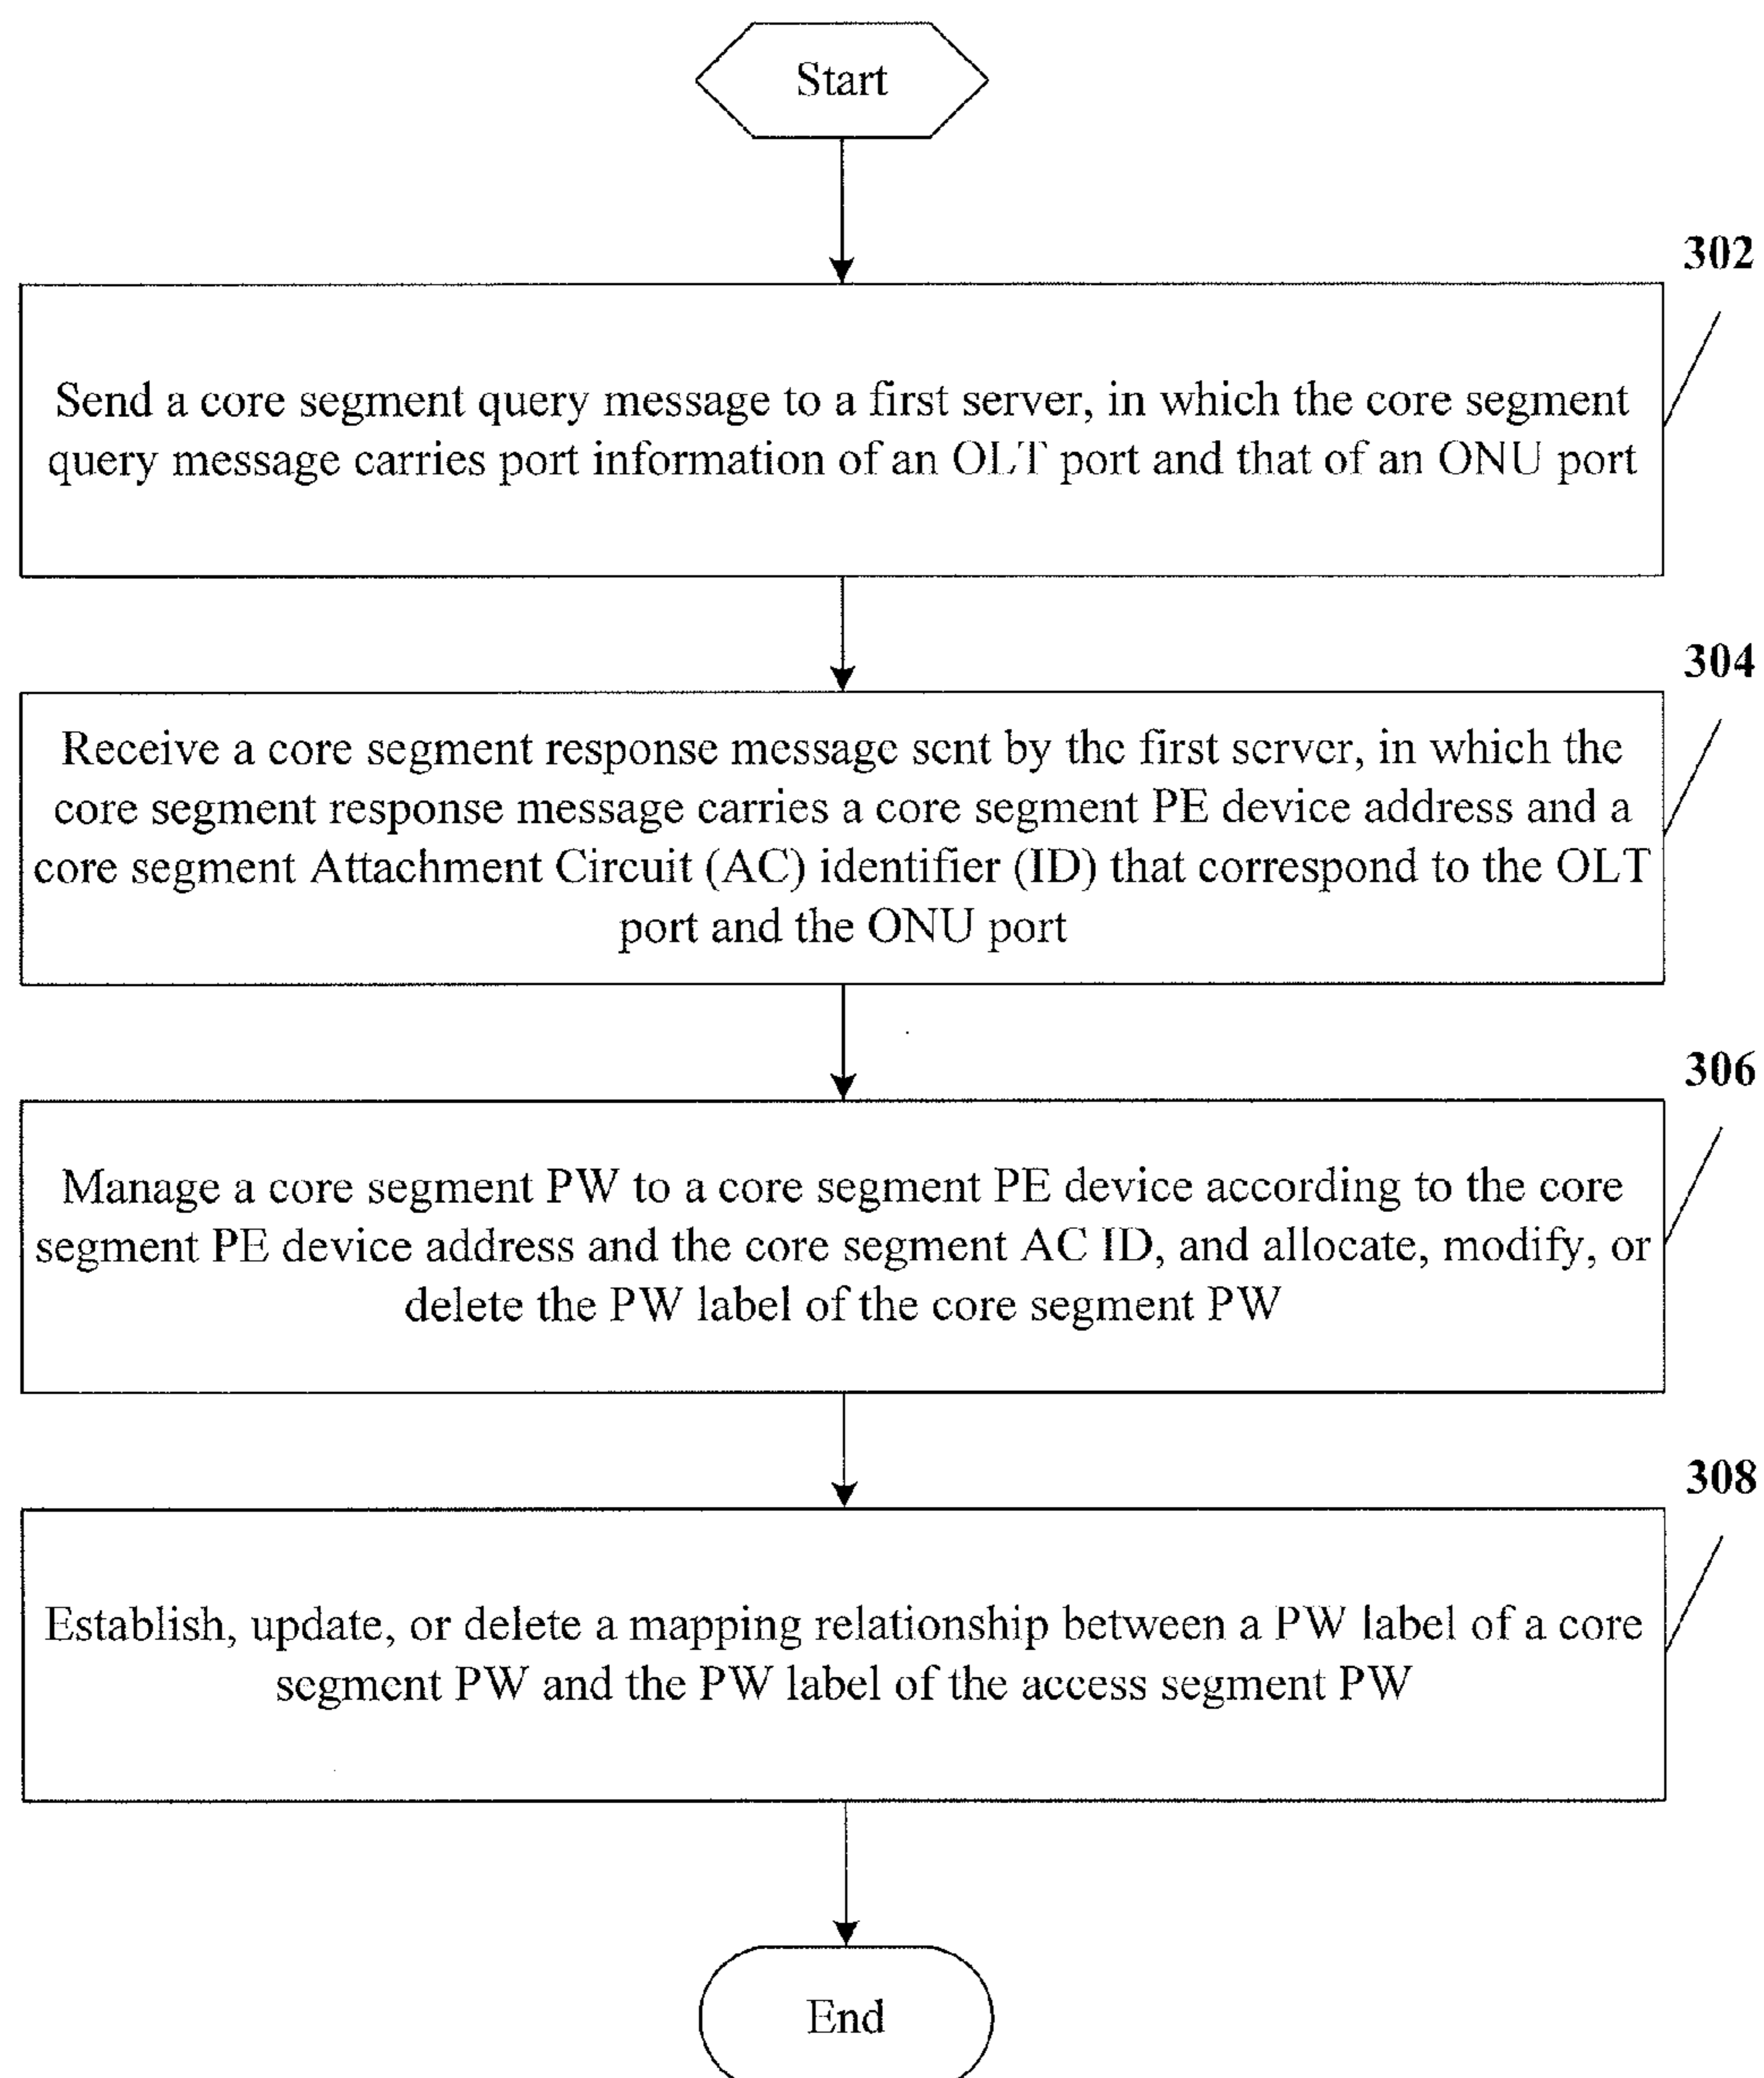 Start
302
Send a core segment query message to a first server, in which the core segment
query message carries port information of an OLT port and that of an ONU port
304
Receive a core segment response message sent by the first server, in which the
core segment response message carries a core segment PE device address and a
core segment Attachment Circuit (AC) identifier (ID) that correspond to the OLT
port and the ONU port
306
Manage a core segment PW to a core segment PE device according to the core
segment PE device address and the core segment AC ID, and allocate, modify, or
delete the PW label of the core segment PW
308
Establish, update, or delete a mapping relationship between a PW label of a core
segment PW and the PW label of the access segment PW
End